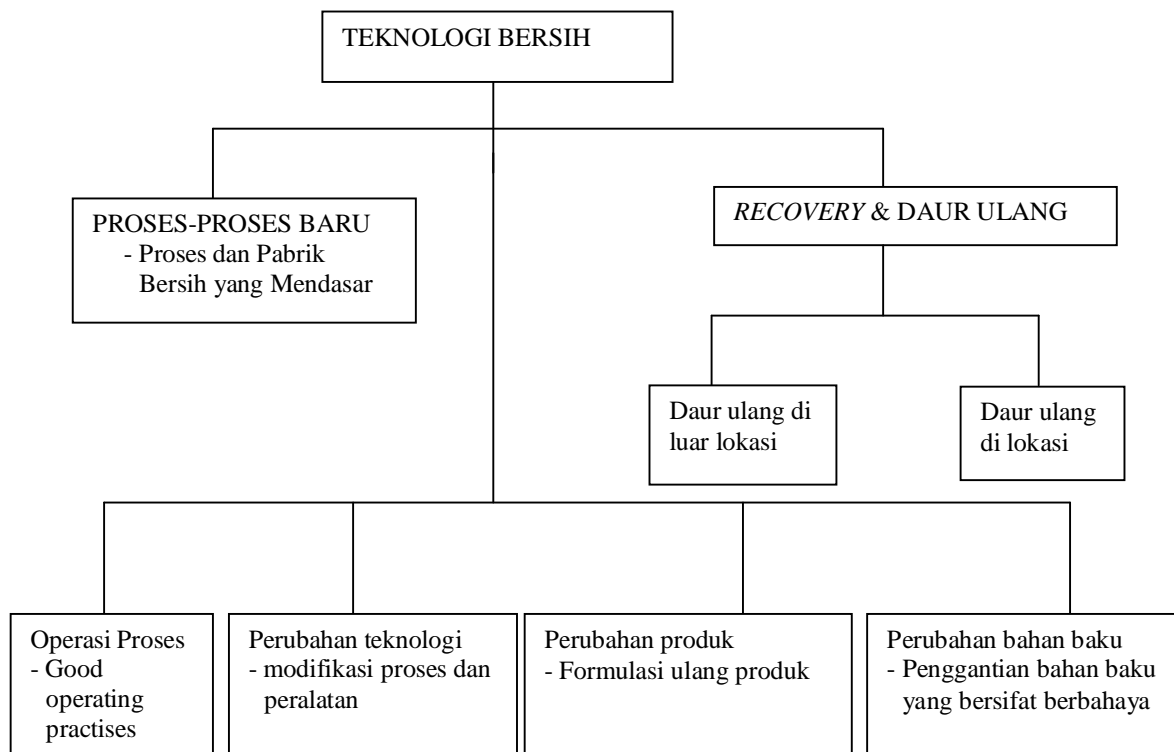 TEKNOLOGI BERSIH
PROSES-PROSES BARU
- Proses dan Pabrik
Bersih yang Mendasar
RECOVERY & DAUR ULANG
Daur ulang di
luar lokasi
Daur ulang
di lokasi
Operasi Proses
- Good
operating
practises
Perubahan teknologi
- modifikasi proses dan
peralatan
Perubahan produk
- Formulasi ulang produk
Perubahan bahan baku
- Penggantian bahan baku
yang bersifat berbahaya